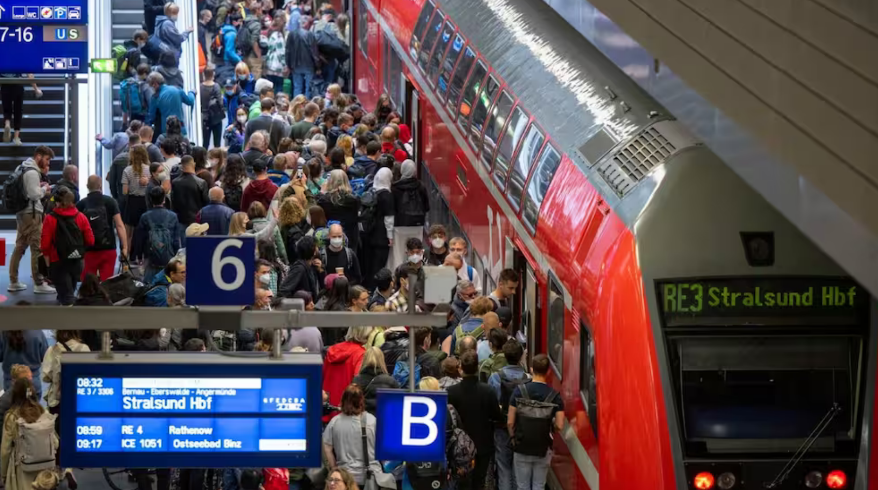 7-16
U S
6
RE3 Stralsund Hbf
08:32
RE 3 / 3306 Bernau - Eberswalde - Angermünde
Stralsund Hbf
08:59 RE 4 Rathenow
09:17 ICE 1051 Ostseebad Binz
B